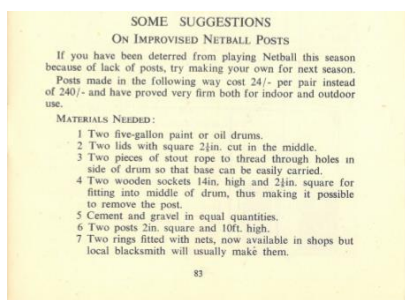 SOME SUGGESTIONS
ON IMPROVISED NETBALL POSTS
If you have been deterred from playing Netball this season
because of lack of posts, try making your own for next season.
Posts made in the following way cost 24/- per pair instead
of 240/- and have proved very firm both for indoor and outdoor
use.
MATERIALS NEEDED:
1 Two five-gallon paint or oil drums.
2 Two lids with square 2¼in. cut in the middle.
3 Two pieces of stout rope to thread through holes in
side of drum so that base can be easily carried.
4 Two wooden sockets 14in. high and 2¼in. square for
fitting into middle of drum, thus making it possible
to remove the post.
5 Cement and gravel in equal quantities.
6 Two posts 2in. square and 10ft. high.
7 Two rings fitted with nets, now available in shops but
local blacksmith will usually make them.
83